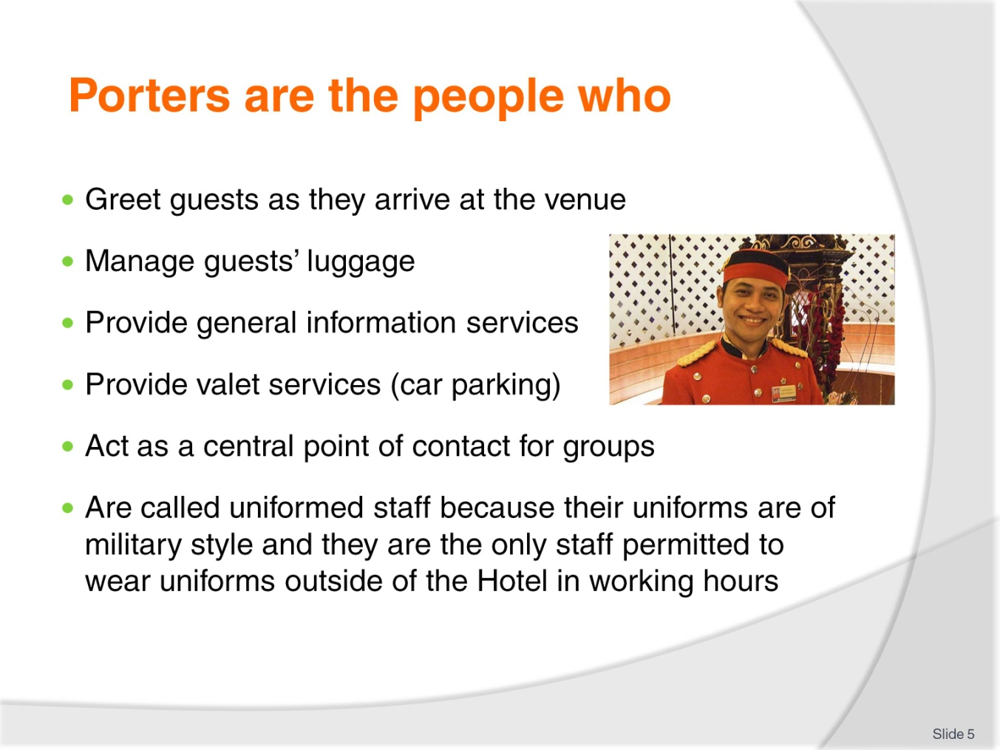 Porters are the people who
Greet guests as they arrive at the venue
Manage guests’ luggage
Provide general information services
Provide valet services (car parking)
Act as a central point of contact for groups
Are called uniformed staff because their uniforms are of
military style and they are the only staff permitted to
wear uniforms outside of the Hotel in working hours
Slide 5